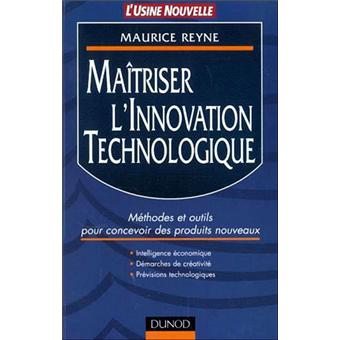 L'USINE NOUVELLE
MAURICE REYNE
MAÎTRISER
L'INNOVATION
TECHNOLOGIQUE
Méthodes et outils
pour concevoir des produits nouveaux
• Intelligence économique
• Démarches de créativité
• Prévisions technologiques
DUNOD